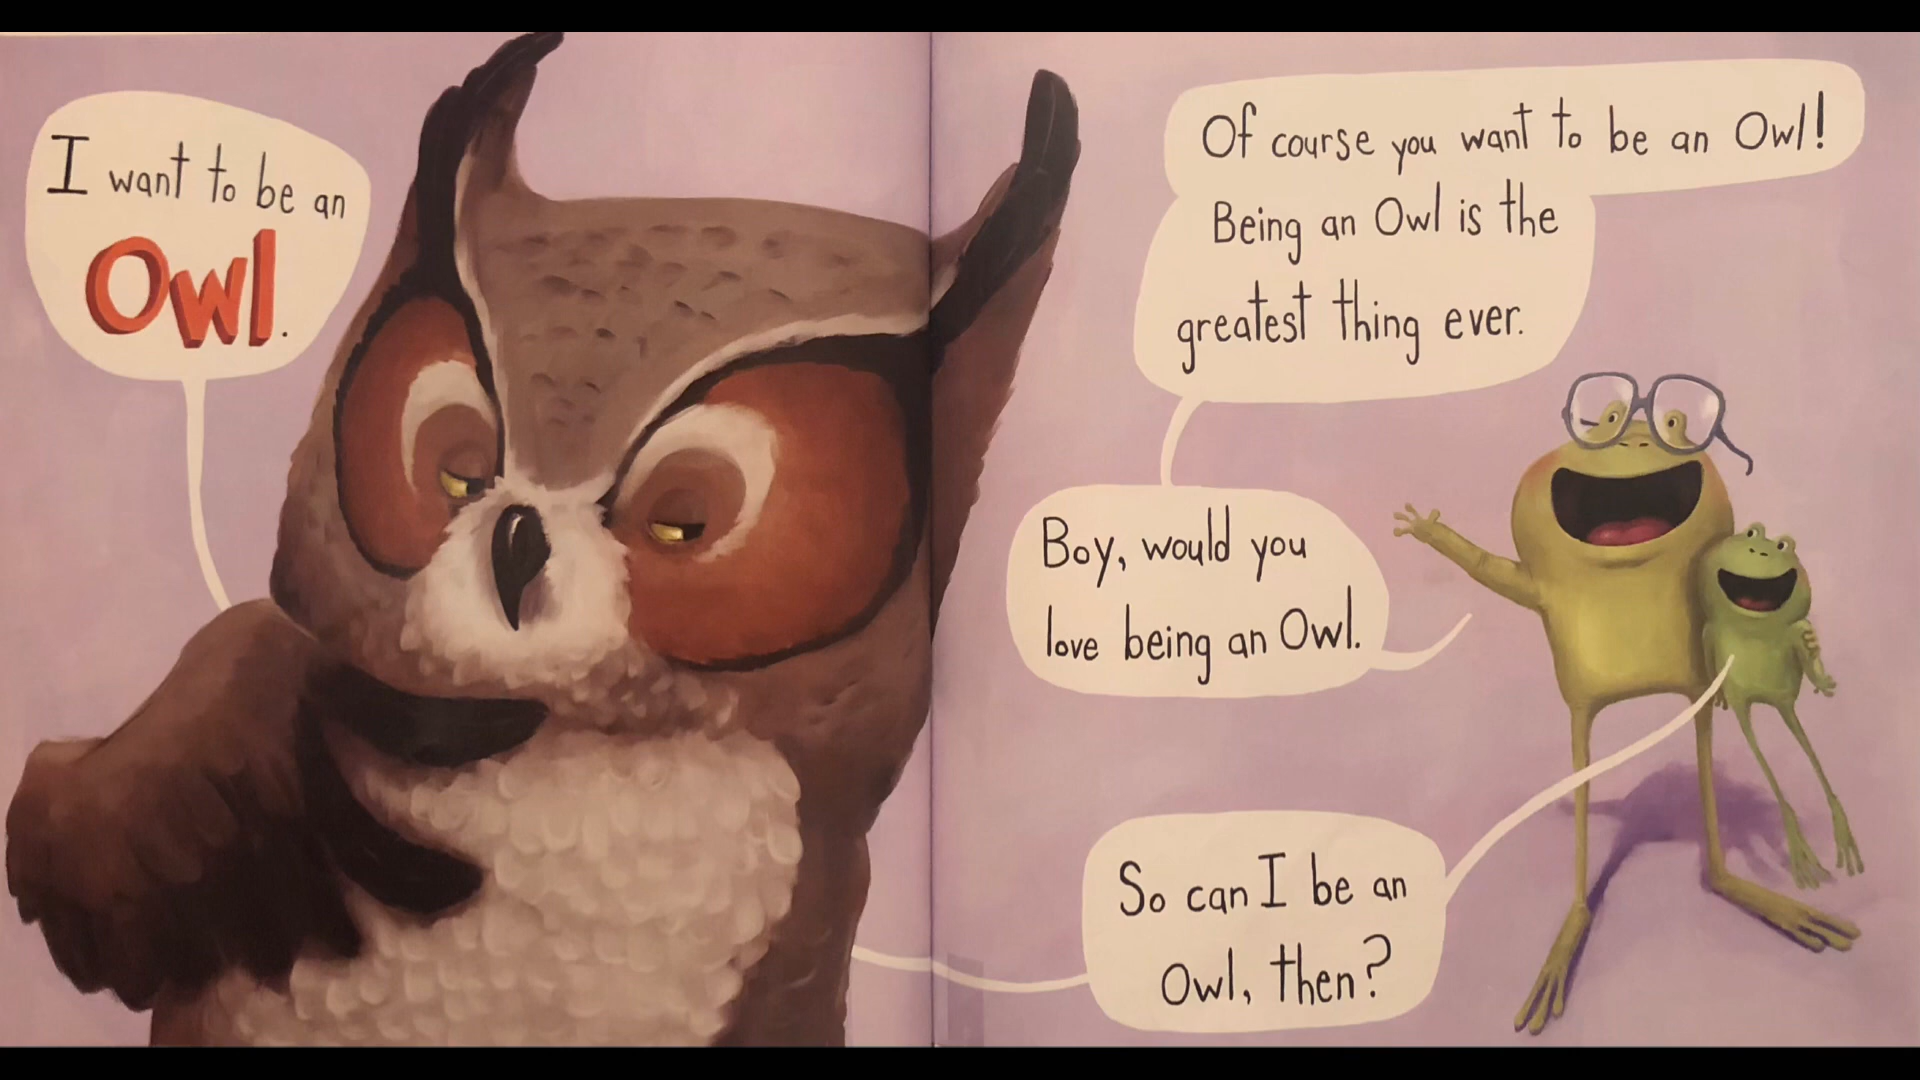 I want to be an
Owl.
Of course you want to be an Owl!
Being an Owl is the
greatest thing ever.
Boy, would you
love being an Owl.
So can I be an
Owl, then?